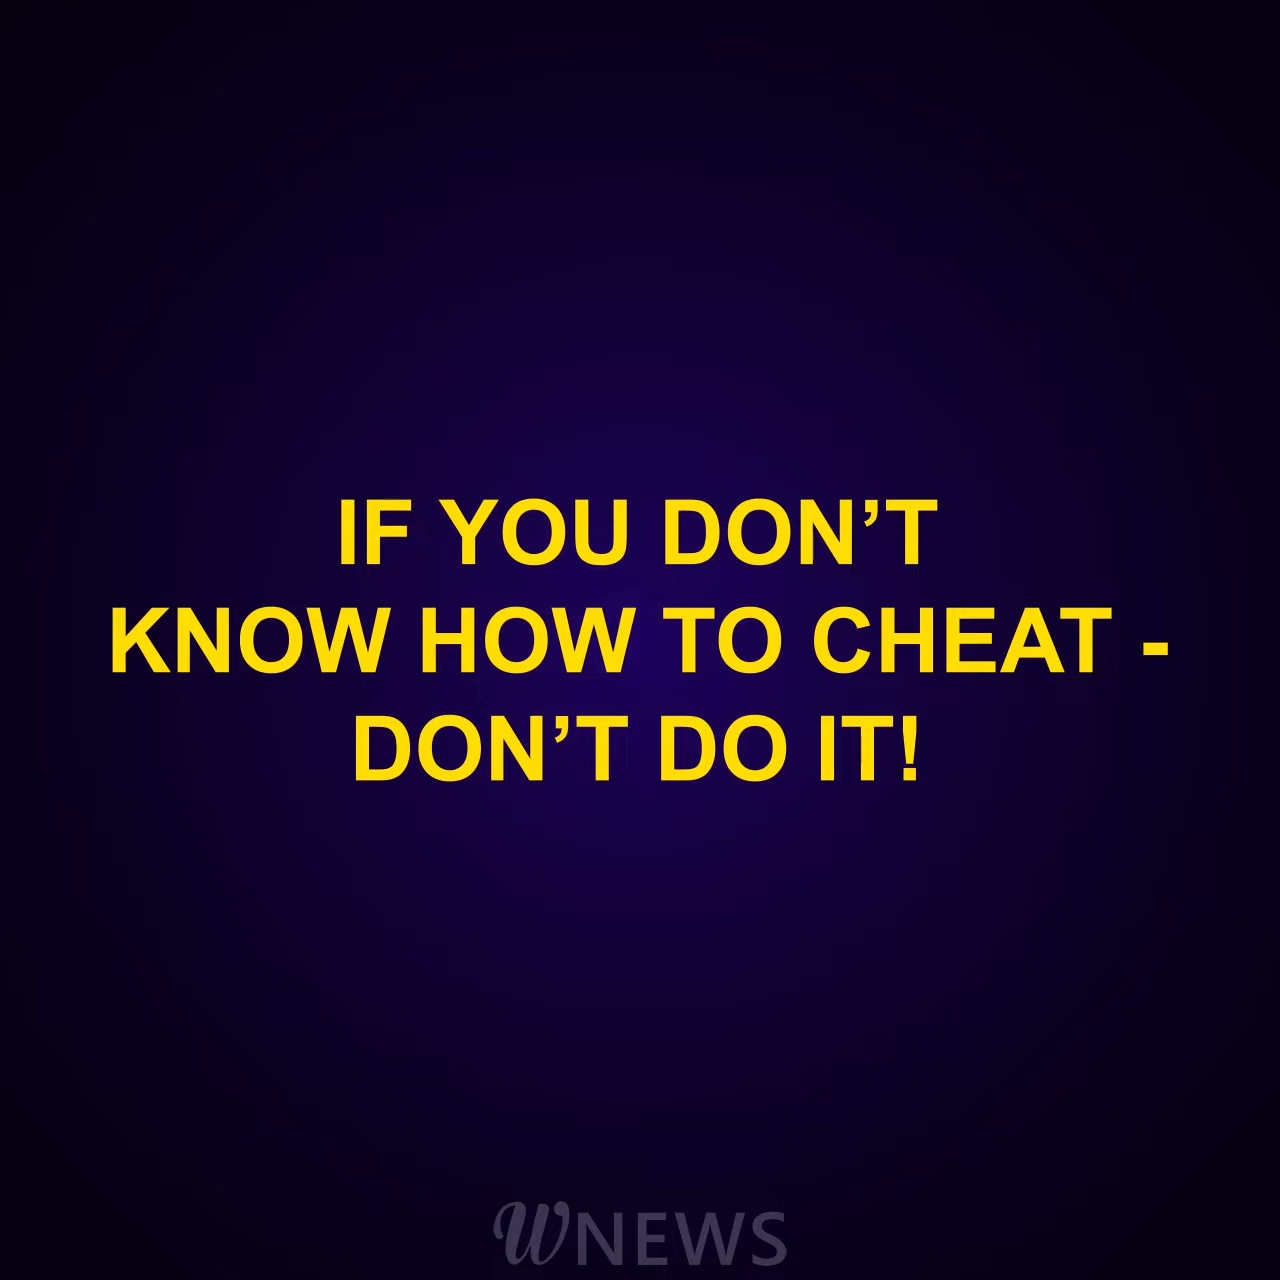 IF YOU DON’T
KNOW HOW TO CHEAT -
DON’T DO IT!
WNEWS